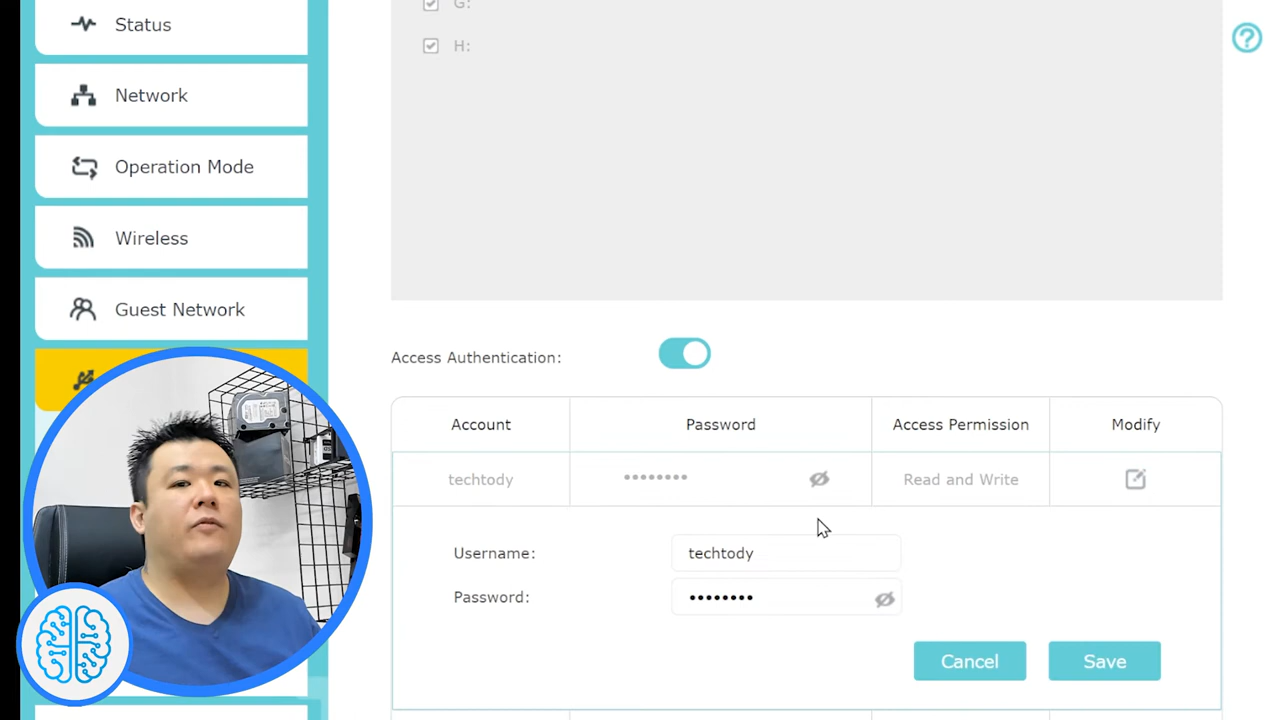 Status
Network
Operation Mode
Wireless
Guest Network
G:
H:
Access Authentication:
Account Password Access Permission Modify
techtody •••••••• Read and Write
Username: techtody
Password: ••••••••
Cancel Save
?